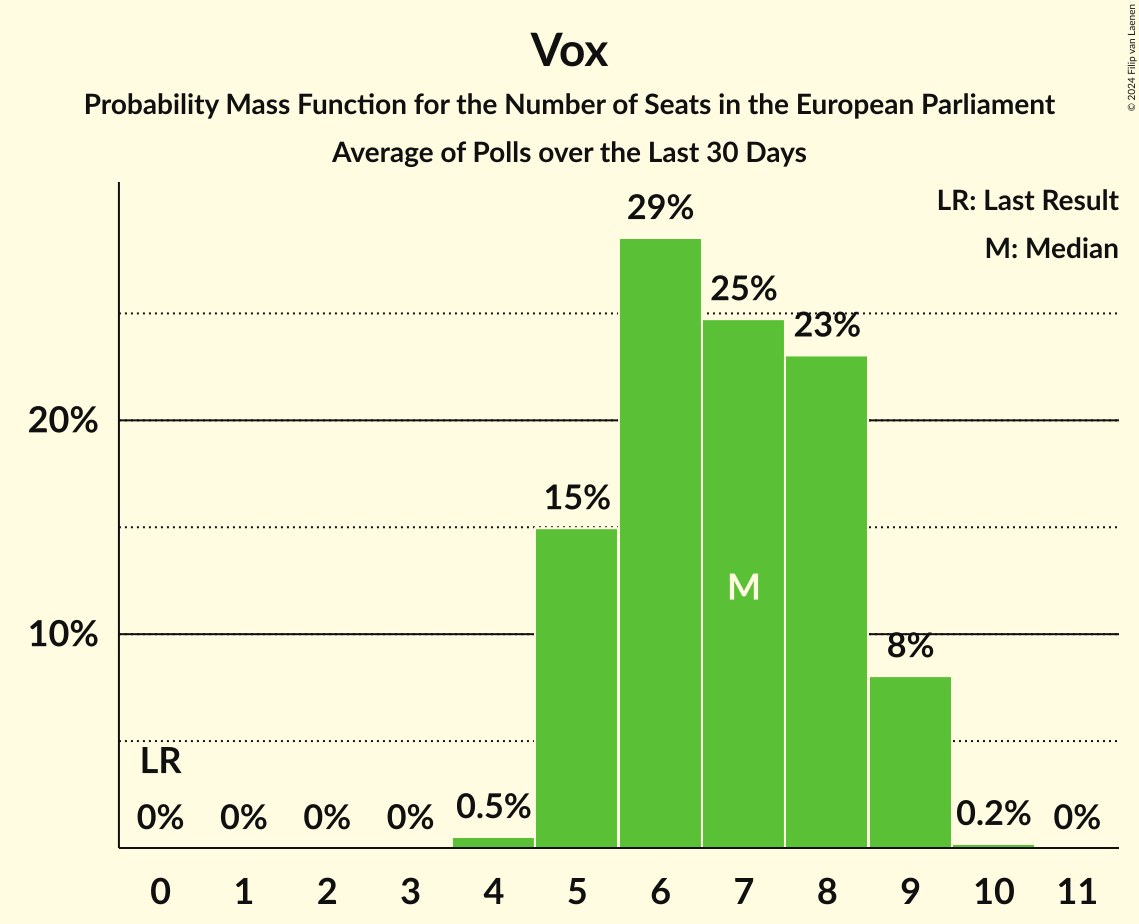 Vox
Probability Mass Function for the Number of Seats in the European Parliament
Average of Polls over the Last 30 Days
© 2024 Filip van Laenen
LR: Last Result
M: Median
29%
25%
23%
20%
15%
M
10%
8%
LR
0%
0%
0%
0%
0.5%
0.2%
0%
0 1 2 3 4 5 6 7 8 9 10 11